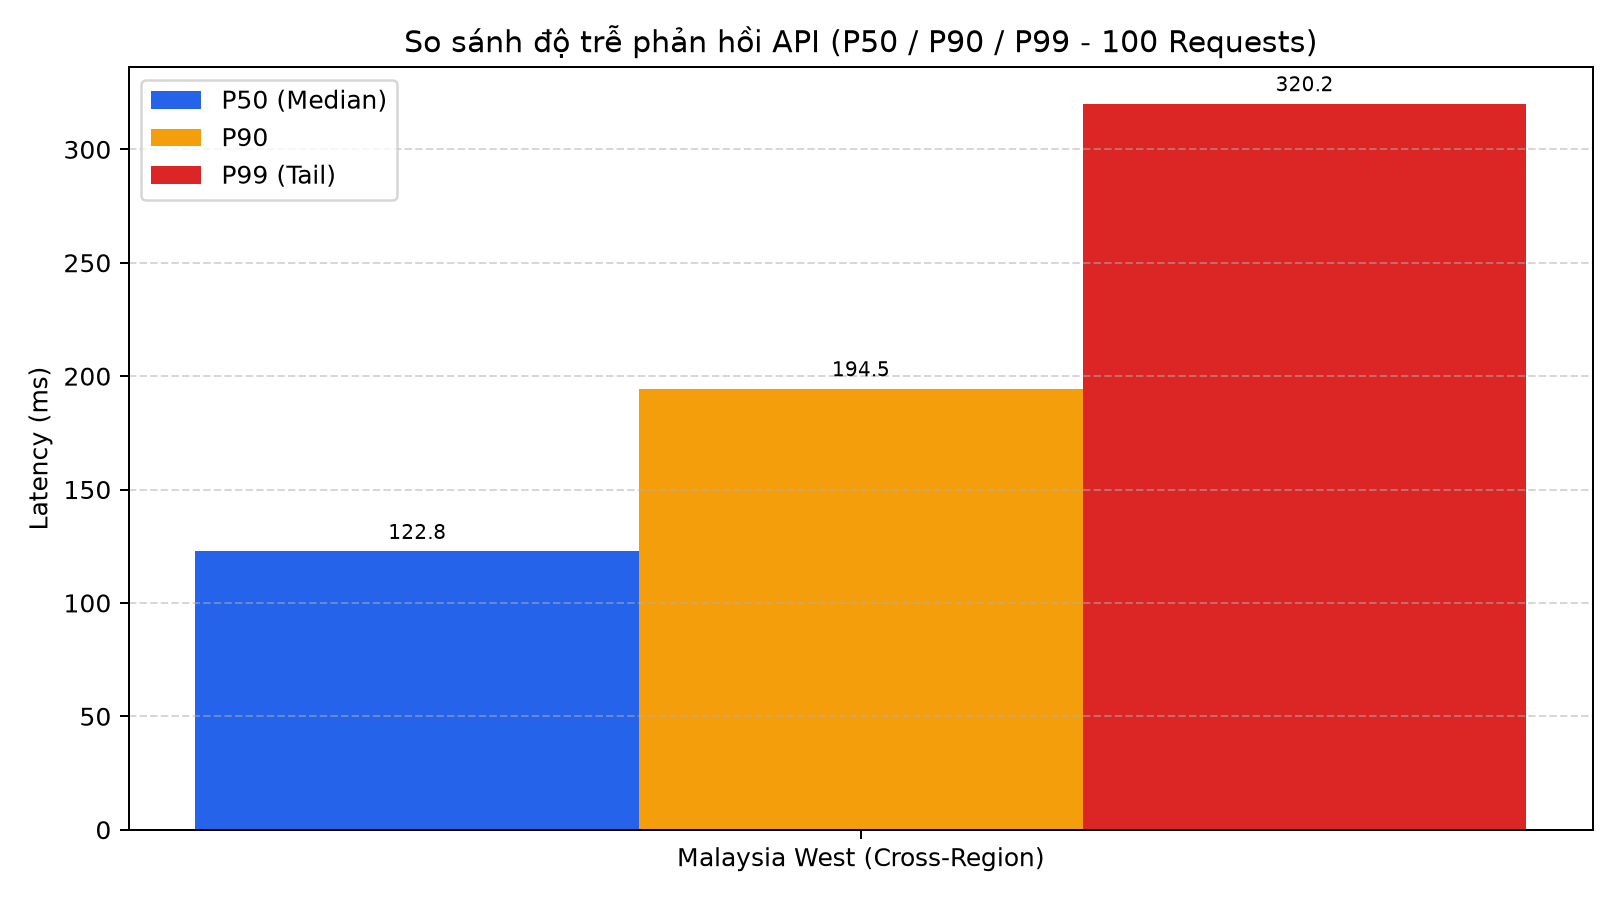 So sánh độ trễ phản hồi API (P50 / P90 / P99 - 100 Requests)
P50 (Median)
P90
P99 (Tail)
320.2
194.5
122.8
300
250
200
150
100
50
0
Latency (ms)
Malaysia West (Cross-Region)